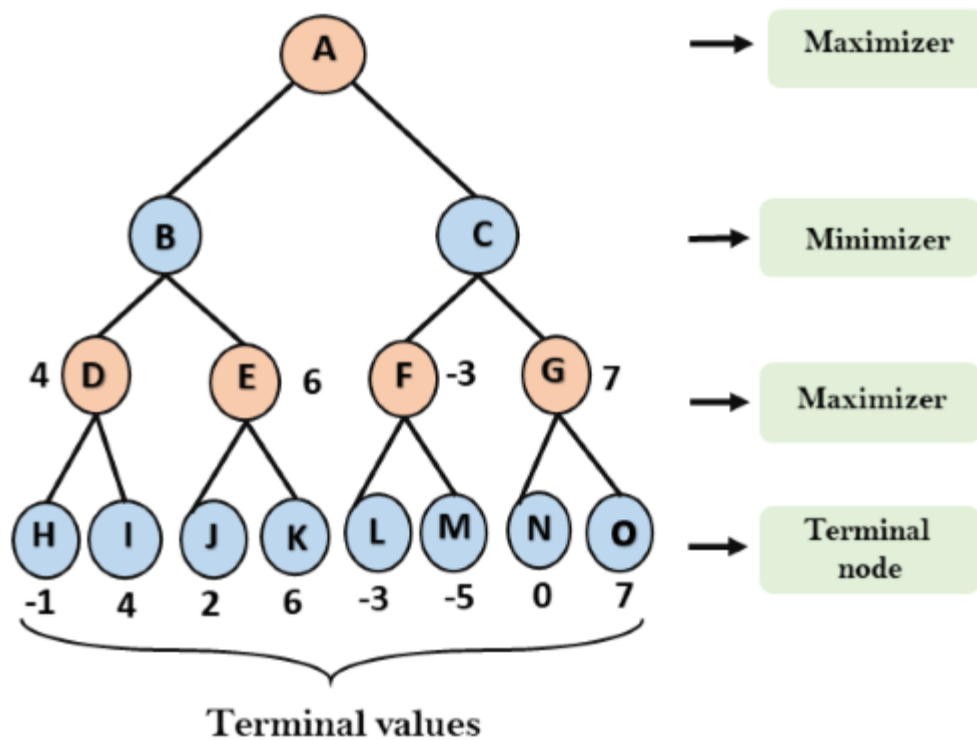 A
Maximizer
B
C
Minimizer
4 D E 6 F -3 G 7
Maximizer
H I J K L M N O
Terminal
node
-1 4 2 6 -3 -5 0 7
Terminal values